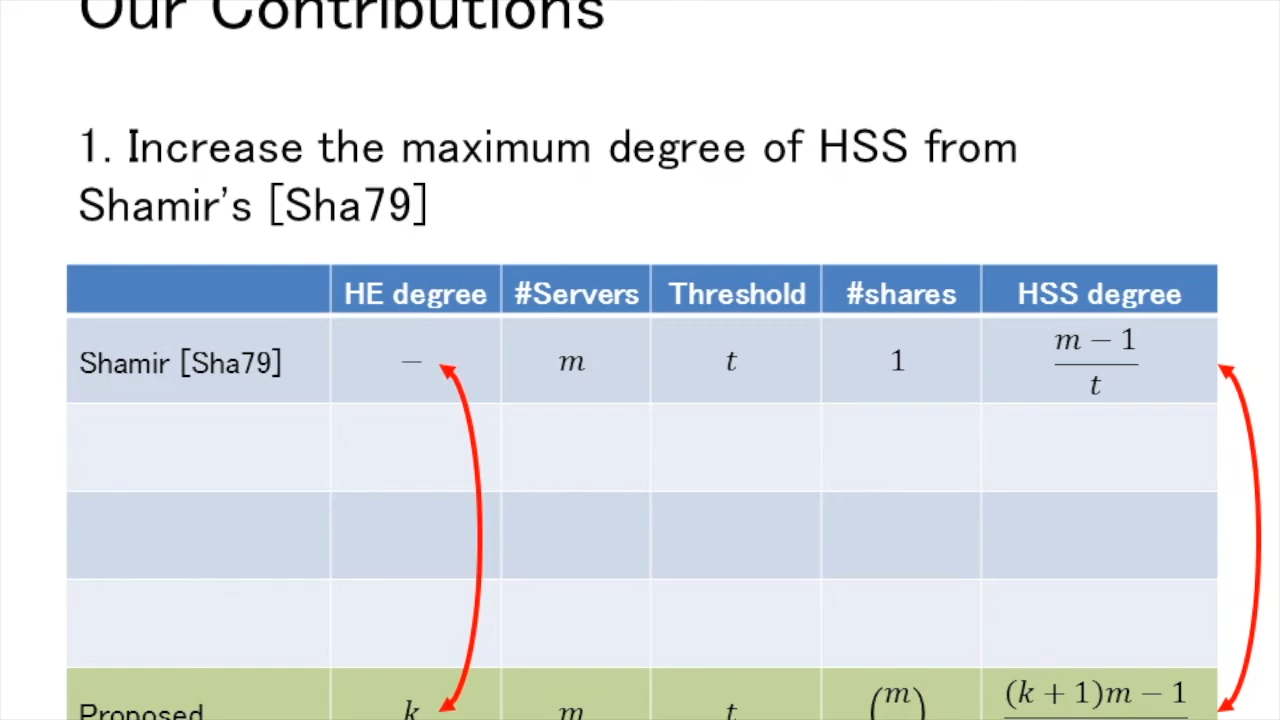 Our Contributions
1. Increase the maximum degree of HSS from
Shamir's [Sha79]
HE degree #Servers Threshold #shares HSS degree
Shamir [Sha79] − m t 1 (m − 1)/t
Proposed k m t (m (k + 1)m − 1